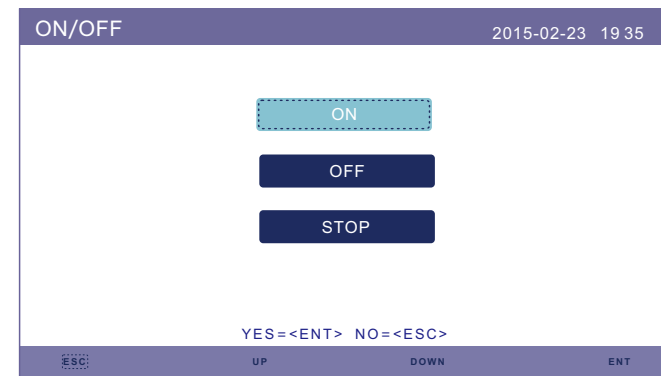 ON/OFF 2015-02-23 19 35
ON
OFF
STOP
YES=<ENT> NO=<ESC>
ESC UP DOWN ENT